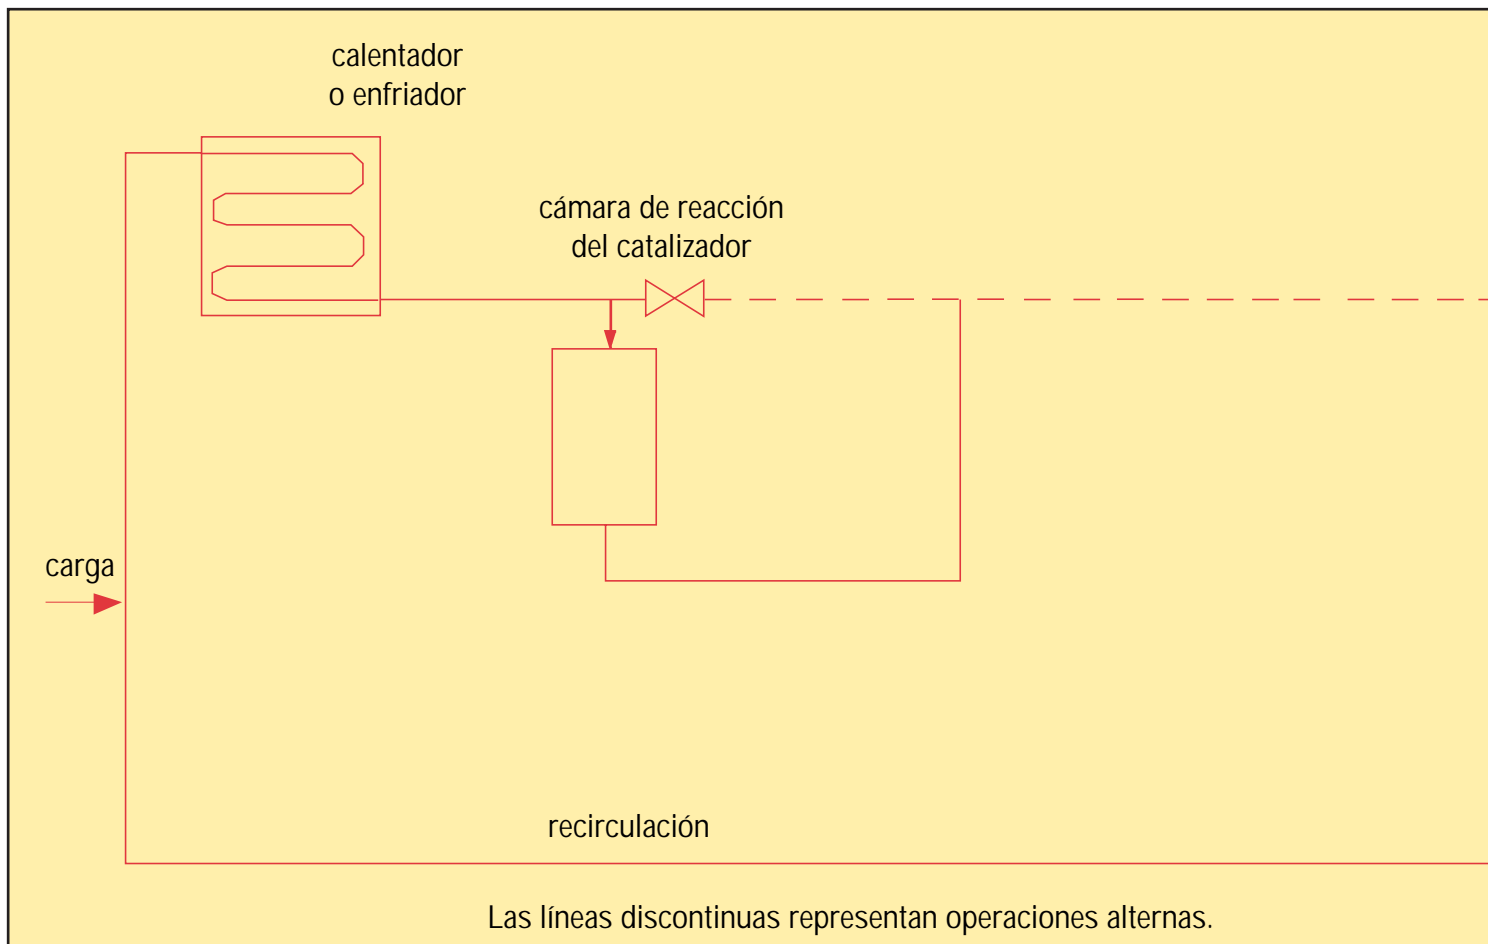 calentador
o enfriador
cámara de reacción
del catalizador
carga
recirculación
Las líneas discontinuas representan operaciones alternas.